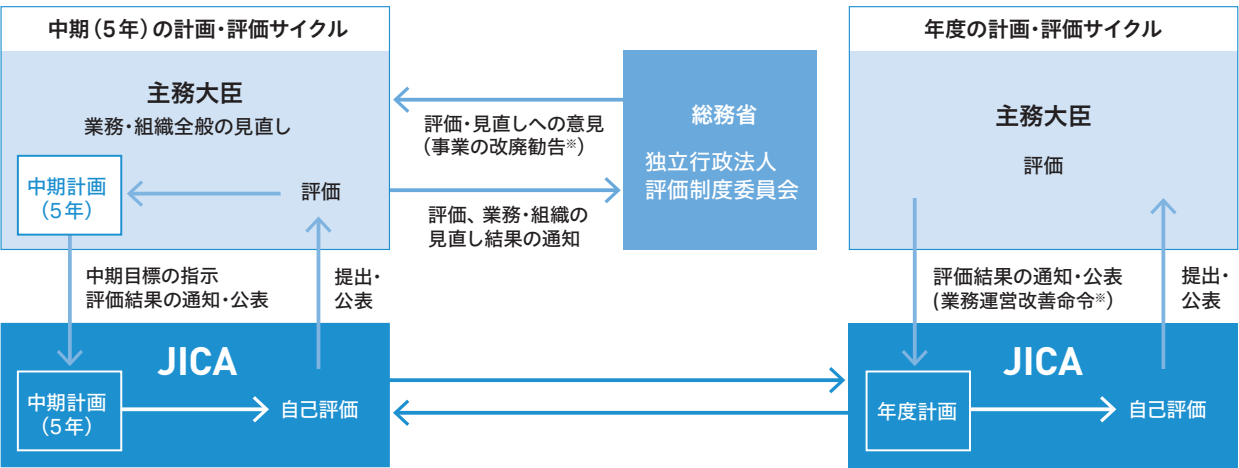 中期(5年)の計画・評価サイクル
主務大臣
業務・組織全般の見直し
中期計画
(5年)
評価
中期目標の指示
評価結果の通知・公表
提出・
公表
JICA
中期計画
(5年)
自己評価
評価・見直しへの意見
(事業の改廃勧告※)
評価、業務・組織の
見直し結果の通知
総務省
独立行政法人
評価制度委員会
年度の計画・評価サイクル
主務大臣
評価
評価結果の通知・公表
(業務運営改善命令※)
提出・
公表
JICA
年度計画
自己評価